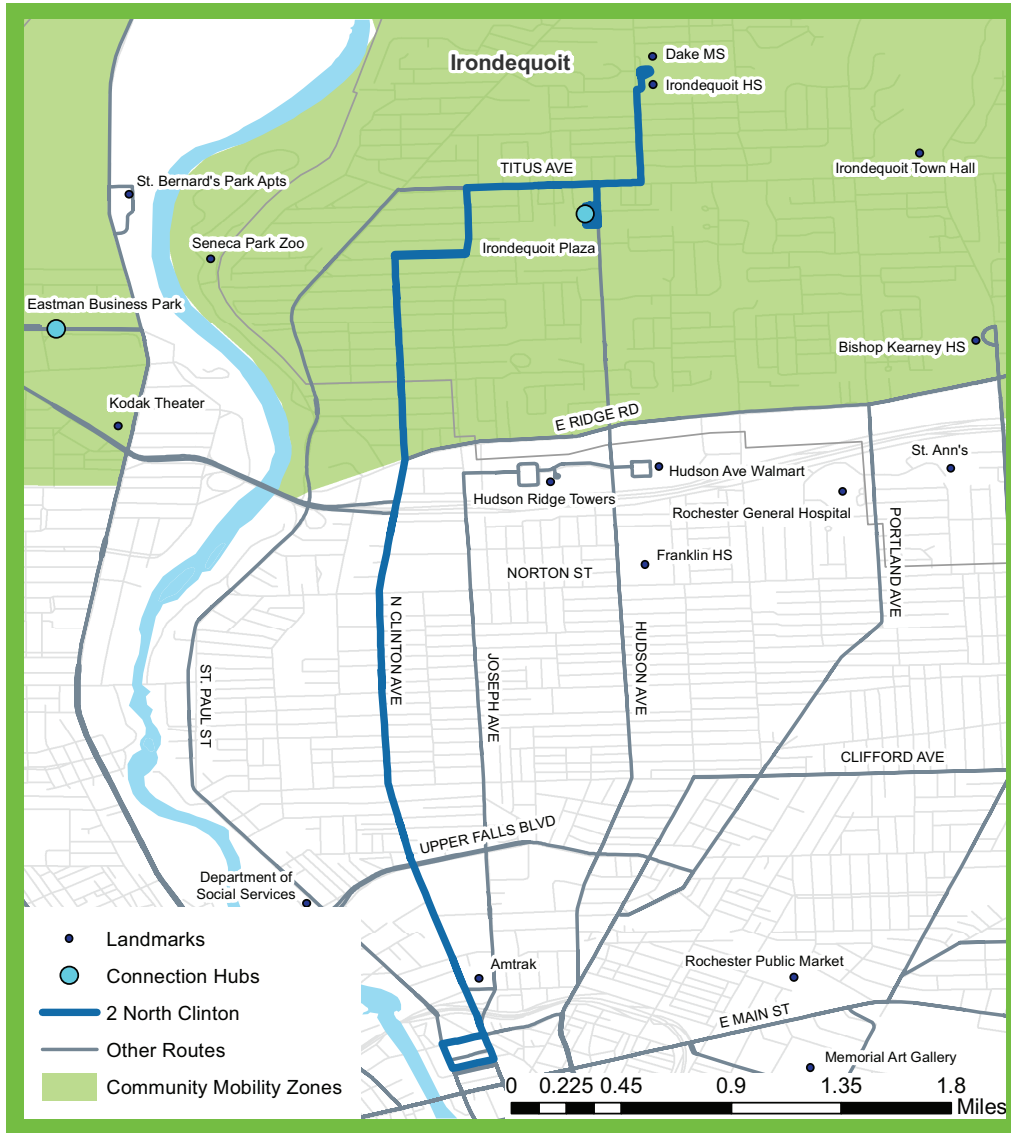 Irondequoit
Dake MS
Irondequoit HS
TITUS AVE
Irondequoit Town Hall
St. Bernard's Park Apts
Seneca Park Zoo
Irondequoit Plaza
Eastman Business Park
Bishop Kearney HS
Kodak Theater
E RIDGE RD
St. Ann's
Hudson Ave Walmart
Hudson Ridge Towers
Rochester General Hospital
PORTLAND AVE
Franklin HS
NORTON ST
N CLINTON AVE
HUDSON AVE
JOSEPH AVE
ST. PAUL ST
CLIFFORD AVE
UPPER FALLS BLVD
Department of
Social Services
Amtrak
Rochester Public Market
E MAIN ST
Memorial Art Gallery
Landmarks
Connection Hubs
2 North Clinton
Other Routes
Community Mobility Zones
0 0.225 0.45 0.9 1.35 1.8
Miles